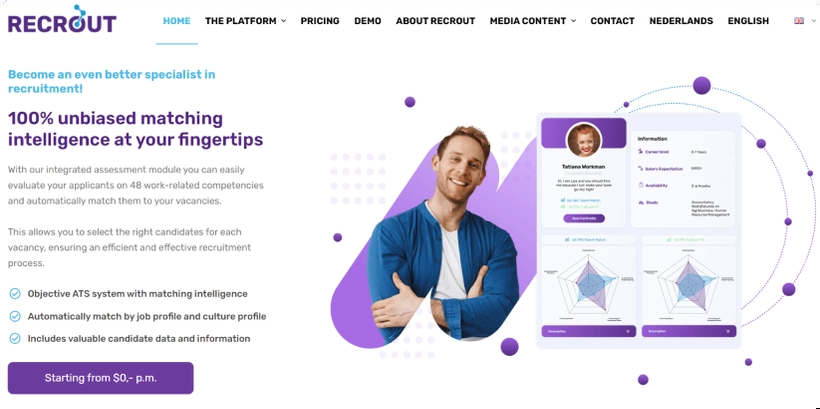 RECROUT
HOME
THE PLATFORM
PRICING
DEMO
ABOUT RECROUT
MEDIA CONTENT
CONTACT
NEDERLANDS
ENGLISH
Become an even better specialist in
recruitment!
100% unbiased matching
intelligence at your fingertips
With our integrated assessment module you can easily
evaluate your applicants on 48 work-related competencies
and automatically match them to your vacancies.
This allows you to select the right candidates for each
vacancy, ensuring an efficient and effective recruitment
process.
Objective ATS system with matching intelligence
Automatically match by job profile and culture profile
Includes valuable candidate data and information
Starting from $0,- p.m.
Tatiana Workman
View Full Profile
Information
Career level
Salary Expectation
Availability
Study
Description
Description